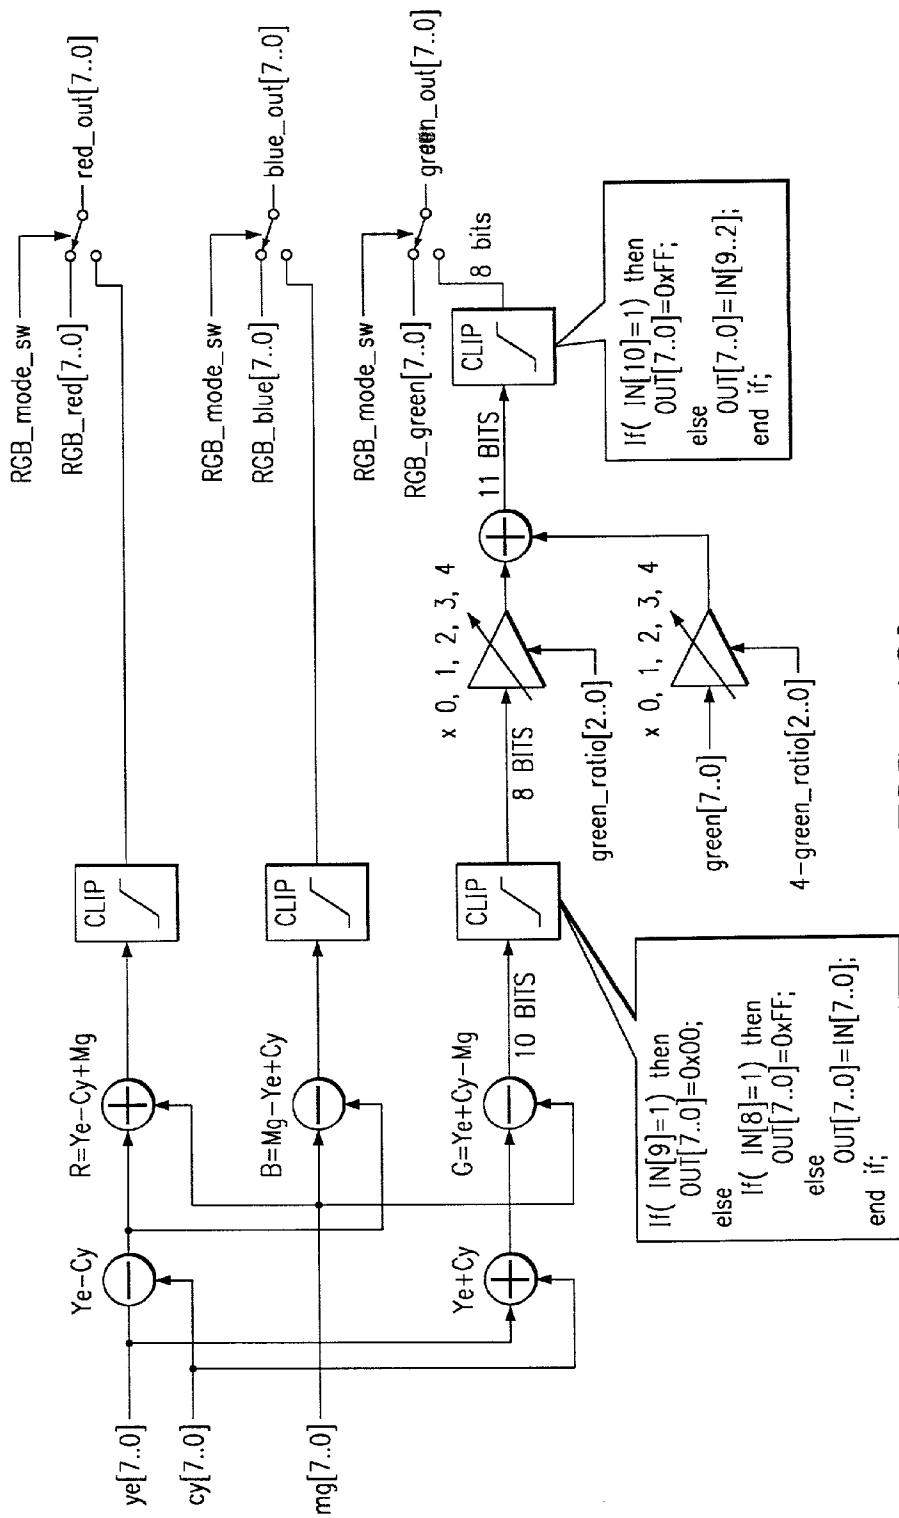 ye[7..0]
cy[7..0]
mg[7..0]
Ye-Cy
Ye+Cy
R=Ye-Cy+Mg
B=Mg-Ye+Cy
G=Ye+Cy-Mg
10 BITS
CLIP
CLIP
CLIP
If( IN[9]=1) then
OUT[7..0]=0x00;
else
If( IN[8]=1) then
OUT[7..0]=0xFF;
else
OUT[7..0]=IN[7..0];
end if;
8 BITS
x 0, 1, 2, 3, 4
green_ratio[2..0]
green[7..0]
x 0, 1, 2, 3, 4
4-green_ratio[2..0]
11 BITS
CLIP
8 bits
If( IN[10]=1) then
OUT[7..0]=0xFF;
else
OUT[7..0]=IN[9..2];
end if;
RGB_mode_sw
RGB_red[7..0]
red_out[7..0]
RGB_mode_sw
RGB_blue[7..0]
blue_out[7..0]
RGB_mode_sw
RGB_green[7..0]
green_out[7..0]